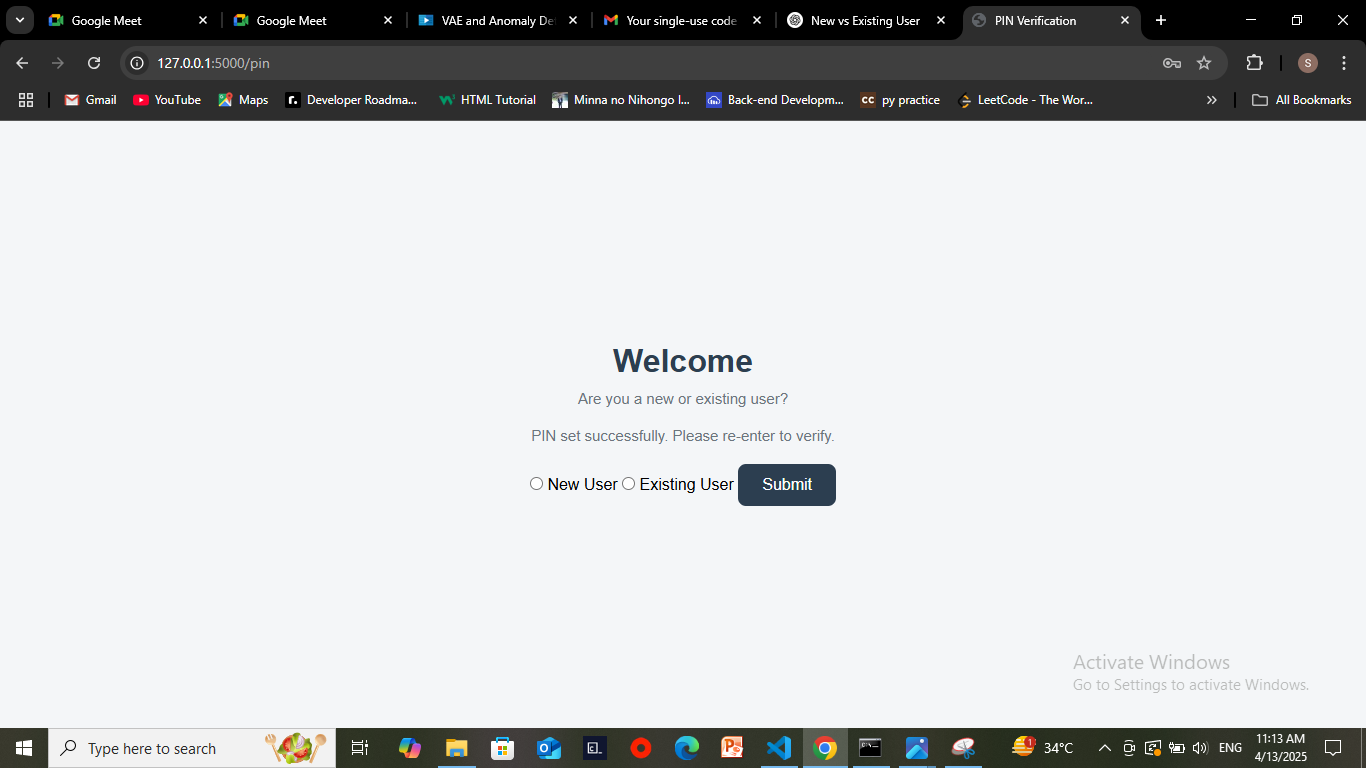 Google Meet
Google Meet
VAE and Anomaly De
Your single-use code
New vs Existing User
PIN Verification
127.0.0.1:5000/pin
S
Gmail
YouTube
Maps
Developer Roadma...
HTML Tutorial
Minna no Nihongo I...
Back-end Developm...
CC py practice
LeetCode - The Wor...
All Bookmarks
Welcome
Are you a new or existing user?
PIN set successfully. Please re-enter to verify.
New User Existing User Submit
Activate Windows
Go to Settings to activate Windows.
Type here to search
1
34°C
ENG
11:13 AM
4/13/2025